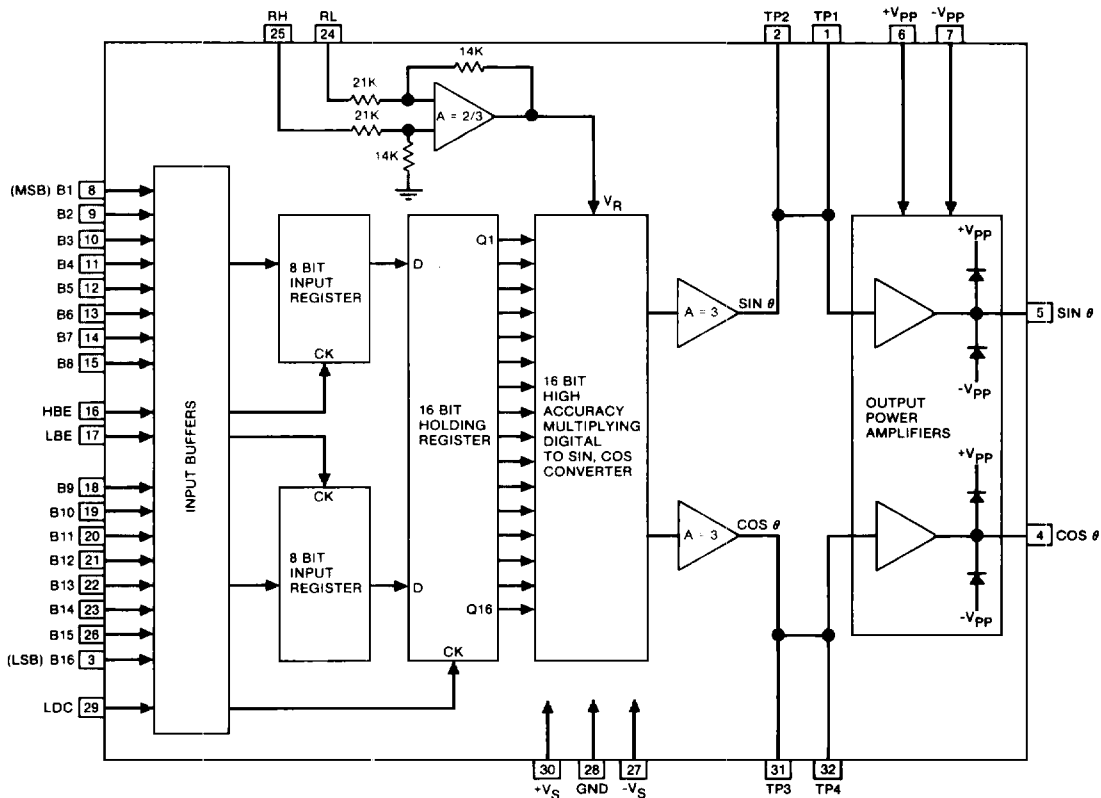 RH RL TP2 TP1 +VPP -VPP
25 24 2 1 6 7
14K
21K
21K
A = 2/3
14K
VR
(MSB) B1 8
B2 9
B3 10
B4 11
B5 12
B6 13
B7 14
B8 15
HBE 16
LBE 17
B9 18
B10 19
B11 20
B12 21
B13 22
B14 23
B15 26
(LSB) B16 3
LDC 29
INPUT BUFFERS
8 BIT
INPUT
REGISTER
CK
CK
8 BIT
INPUT
REGISTER
D
Q1
16 BIT
HOLDING
REGISTER
D
Q16
CK
16 BIT
HIGH
ACCURACY
MULTIPLYING
DIGITAL
TO SIN, COS
CONVERTER
A = 3
SIN θ
A = 3
COS θ
+VPP
5 SIN θ
-VPP
OUTPUT
POWER
AMPLIFIERS
+VPP
4 COS θ
-VPP
30 28 27 31 32
+VS GND -VS TP3 TP4